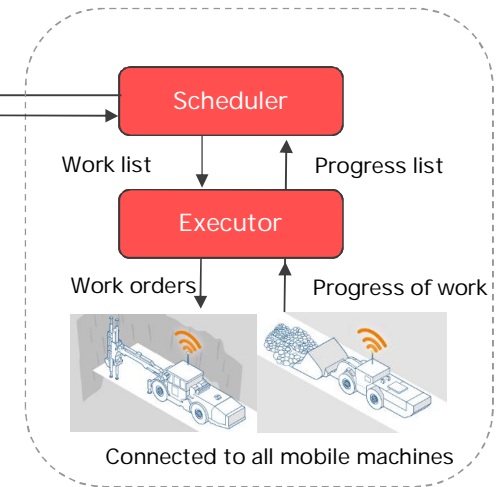 Scheduler
Work list
Progress list
Executor
Work orders
Progress of work
Connected to all mobile machines